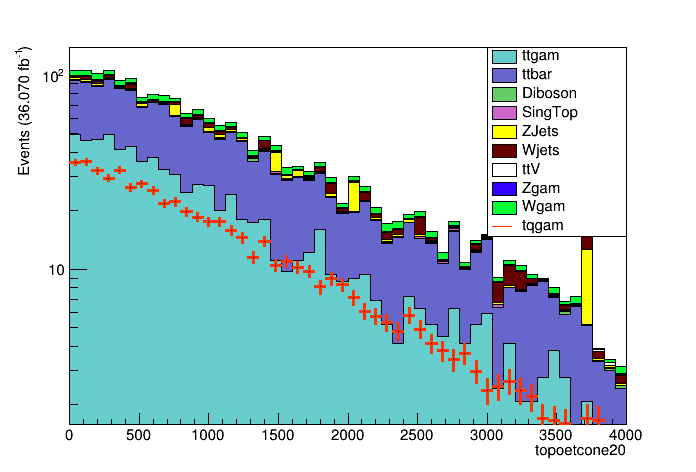 Events (36.070 fb⁻¹)
10²
10
ttgam
ttbar
Diboson
SingTop
ZJets
Wjets
ttV
Zgam
Wgam
tqgam
0 500 1000 1500 2000 2500 3000 3500 4000
topoetcone20